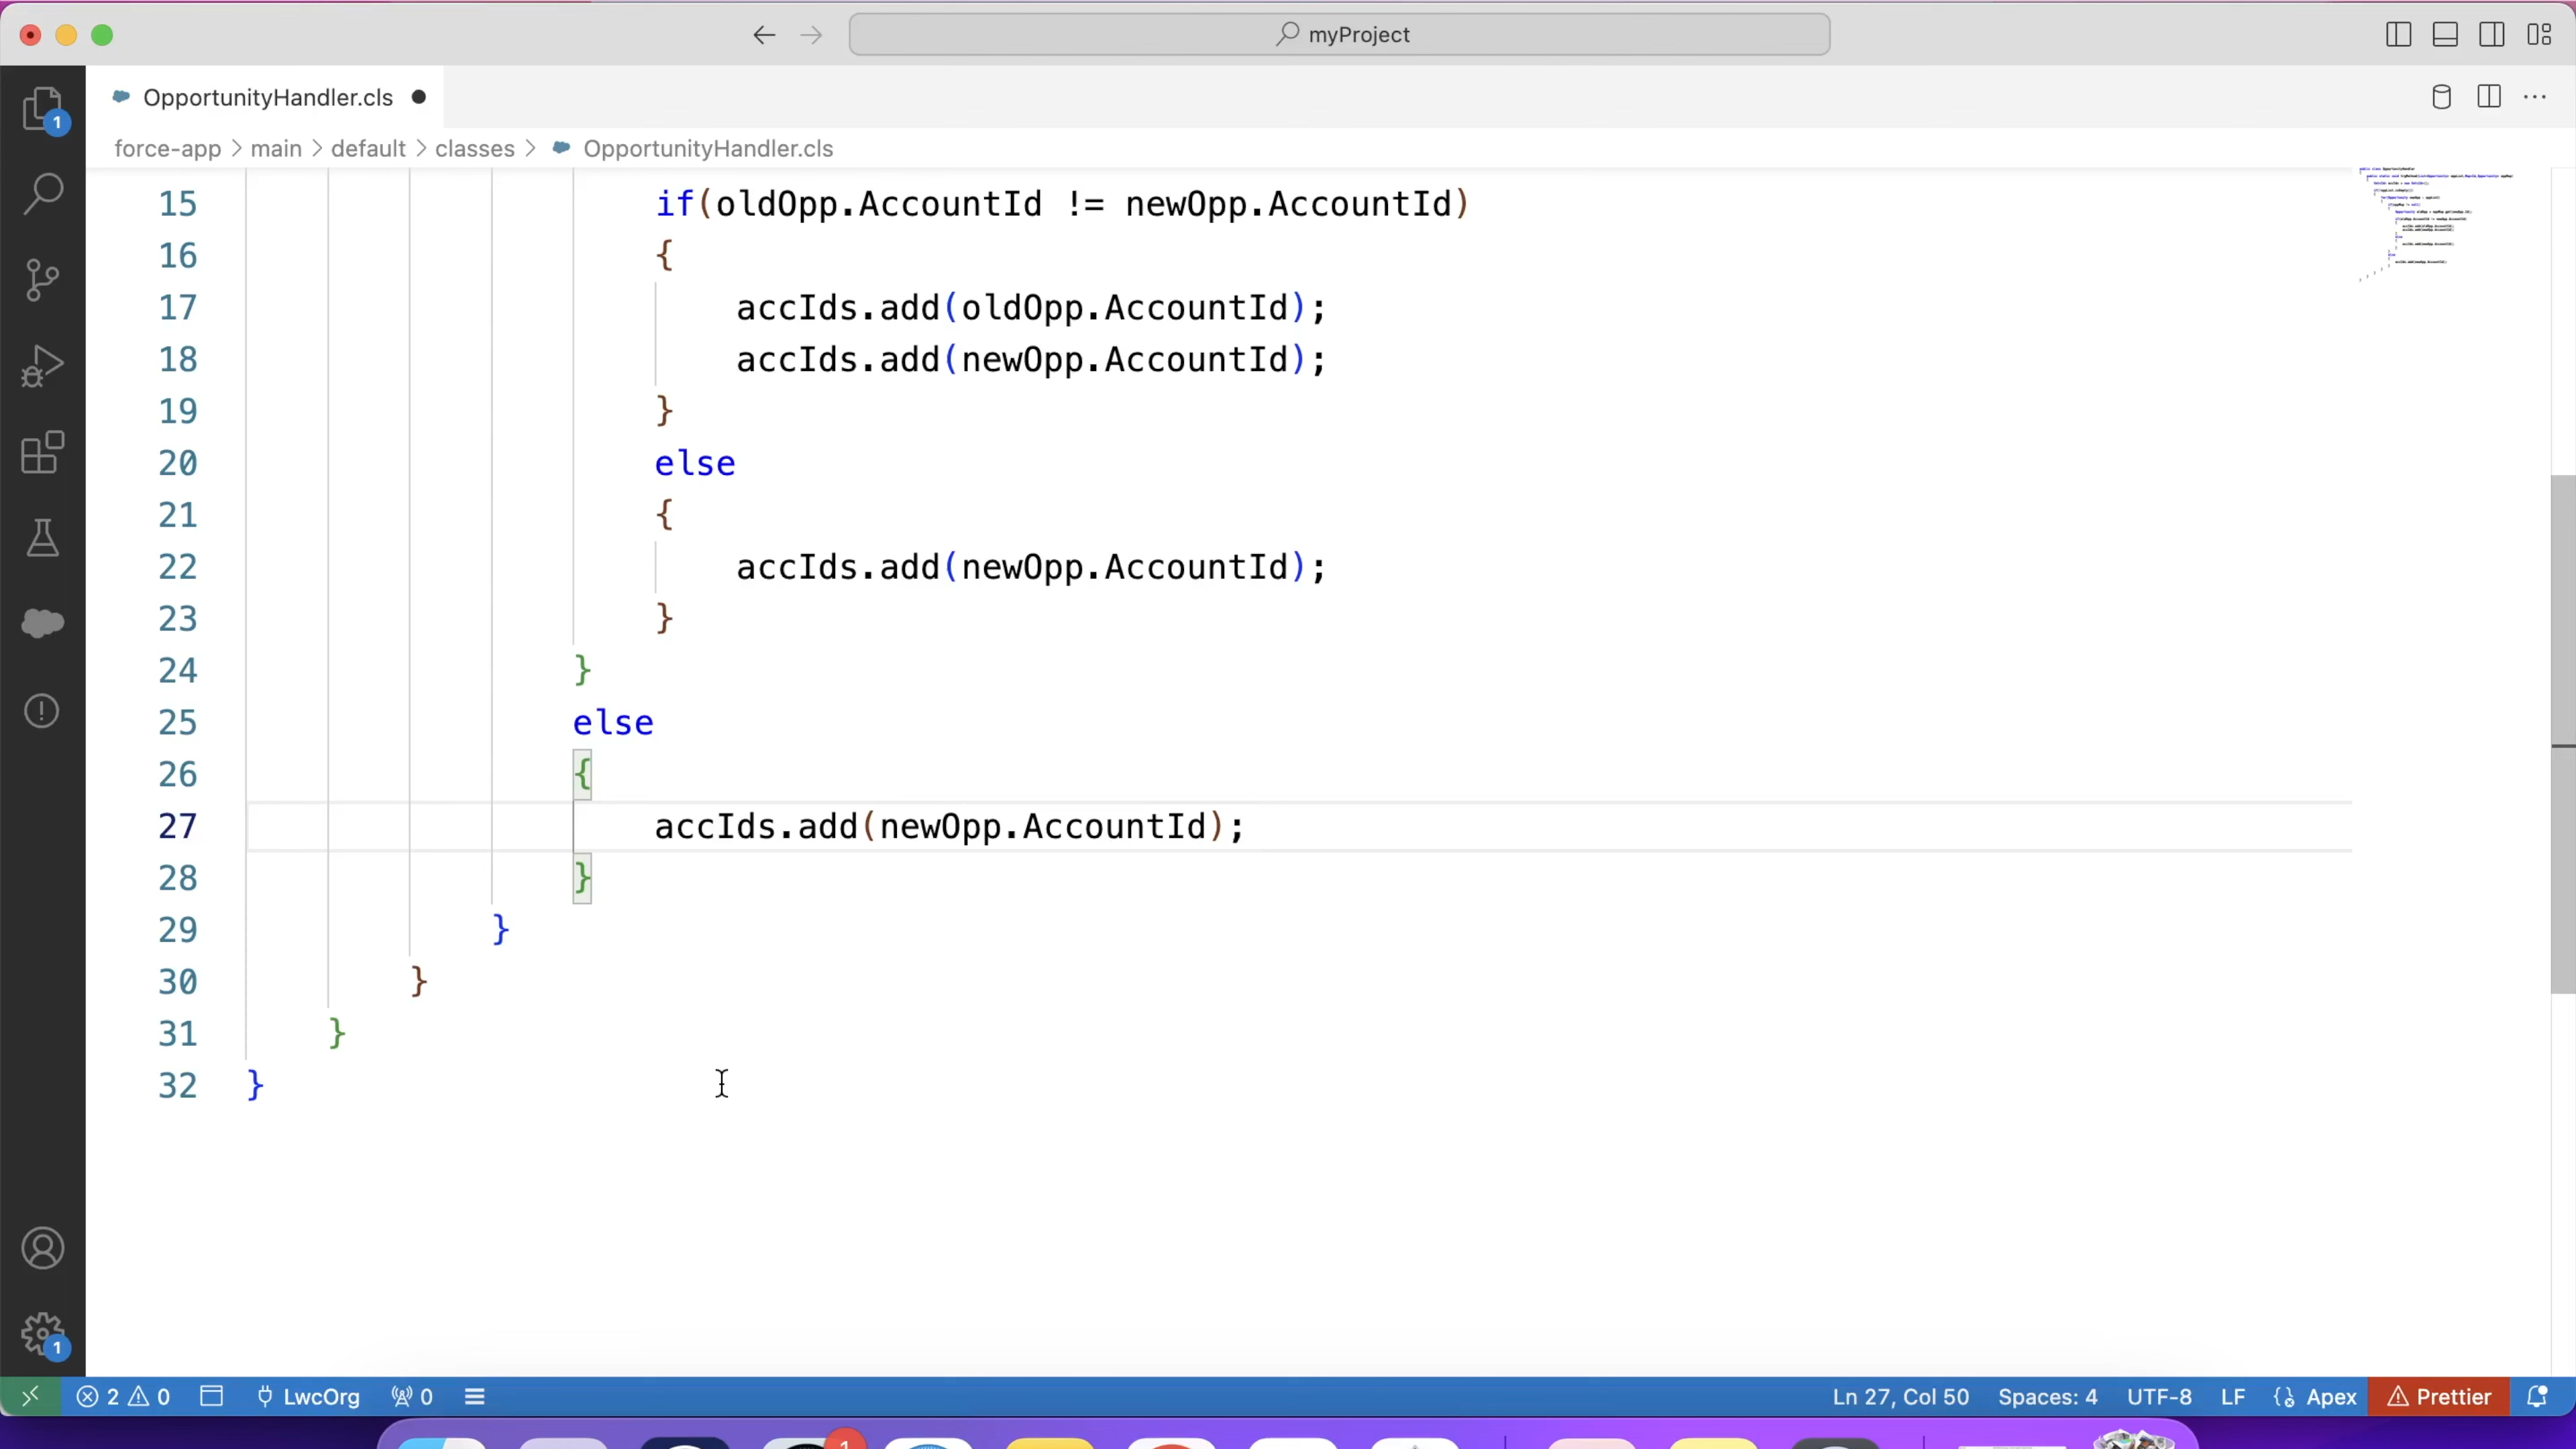 myProject
OpportunityHandler.cls
force-app > main > default > classes > OpportunityHandler.cls
15 if(oldOpp.AccountId != newOpp.AccountId)
16 {
17 accIds.add(oldOpp.AccountId);
18 accIds.add(newOpp.AccountId);
19 }
20 else
21 {
22 accIds.add(newOpp.AccountId);
23 }
24 }
25 else
26 {
27 accIds.add(newOpp.AccountId);
28 }
29 }
30 }
31 }
32 }
1
1
2 0 LwcOrg 0 Ln 27, Col 50 Spaces: 4 UTF-8 LF Apex Prettier
1